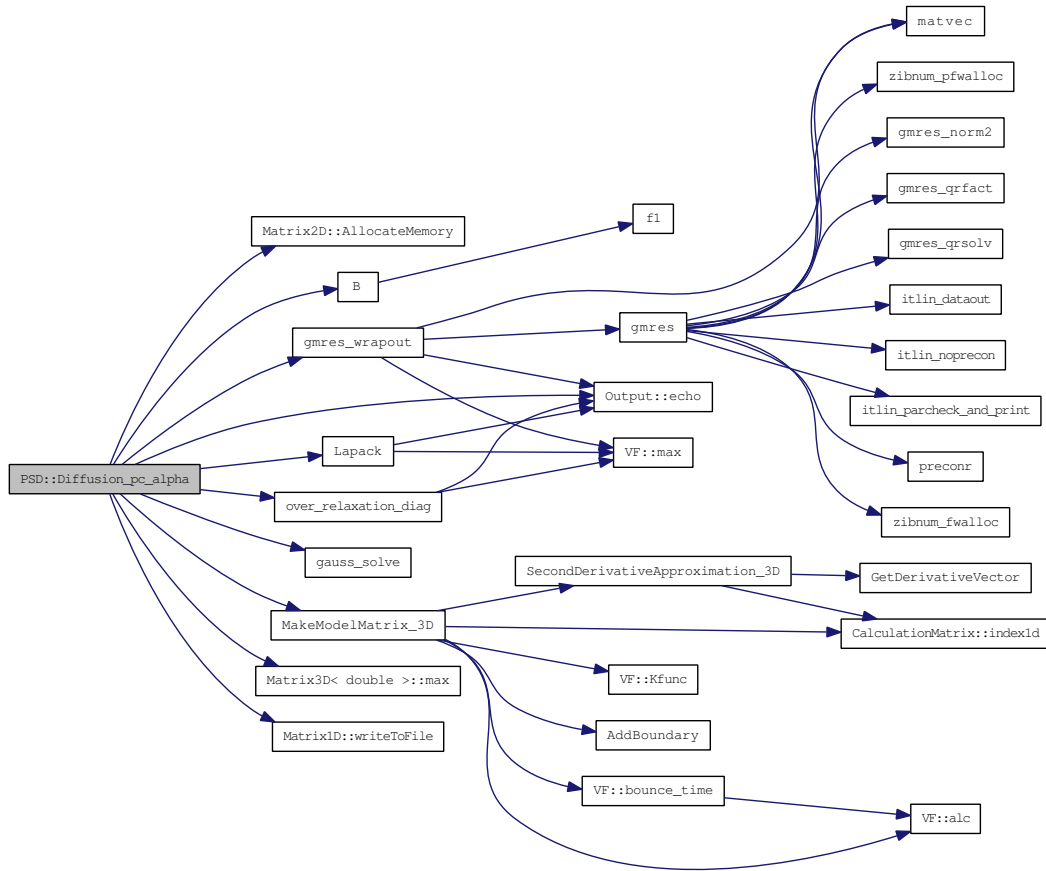 PSD::Diffusion_pc_alpha
Matrix2D::AllocateMemory
B
f1
gmres_wrapout
gmres
matvec
zibnum_pfwalloc
gmres_norm2
gmres_qrfact
gmres_qrsolv
itlin_dataout
itlin_noprecon
itlin_parcheck_and_print
preconr
zibnum_fwalloc
Output::echo
VF::max
Lapack
over_relaxation_diag
gauss_solve
MakeModelMatrix_3D
SecondDerivativeApproximation_3D
GetDerivativeVector
CalculationMatrix::index1d
VF::Kfunc
AddBoundary
VF::bounce_time
VF::alc
Matrix3D< double >::max
Matrix1D::writeToFile